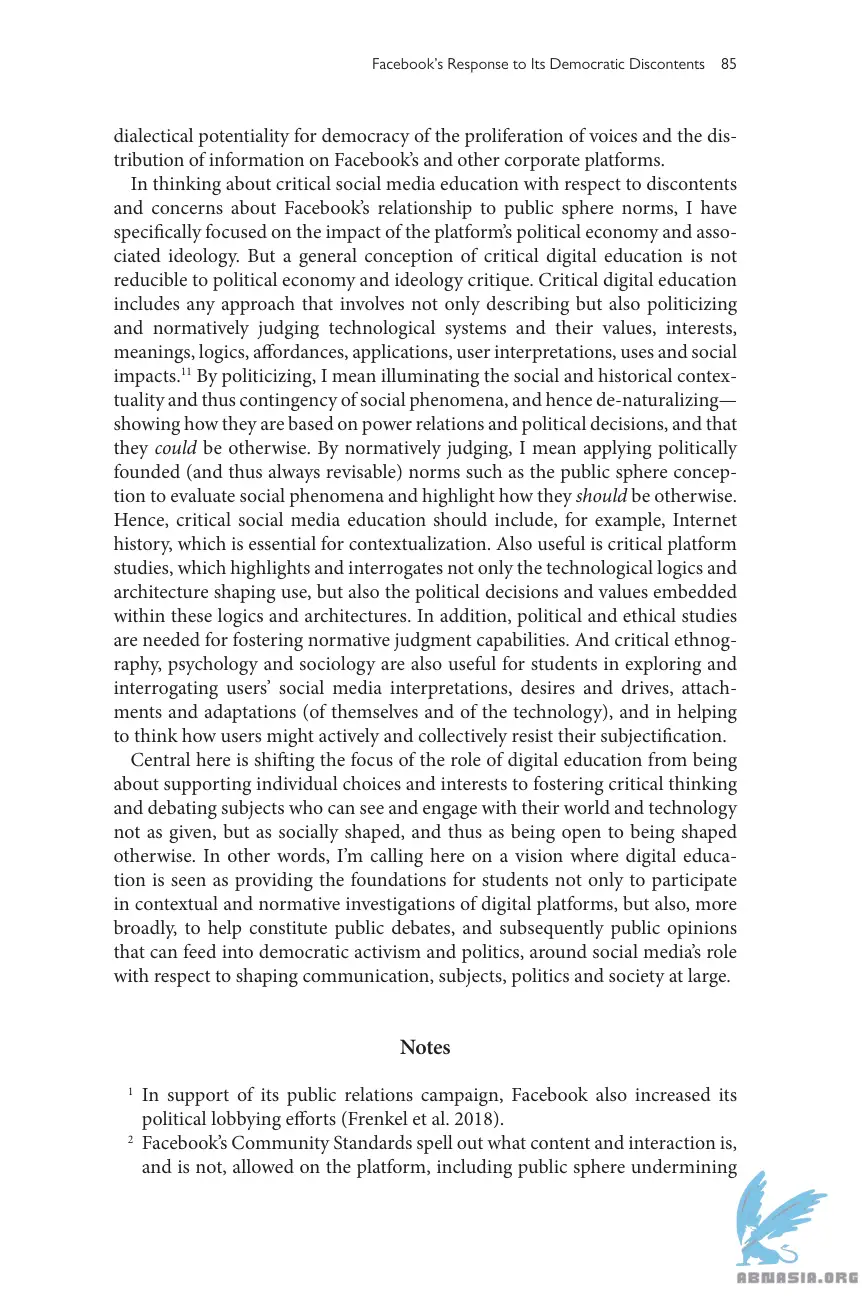 Facebook's Response to Its Democratic Discontents 85
dialectical potentiality for democracy of the proliferation of voices and the dis-
tribution of information on Facebook's and other corporate platforms.
In thinking about critical social media education with respect to discontents
and concerns about Facebook's relationship to public sphere norms, I have
specifically focused on the impact of the platform's political economy and asso-
ciated ideology. But a general conception of critical digital education is not
reducible to political economy and ideology critique. Critical digital education
includes any approach that involves not only describing but also politicizing
and normatively judging technological systems and their values, interests,
meanings, logics, affordances, applications, user interpretations, uses and social
impacts.¹¹ By politicizing, I mean illuminating the social and historical contex-
tuality and thus contingency of social phenomena, and hence de-naturalizing—
showing how they are based on power relations and political decisions, and that
they could be otherwise. By normatively judging, I mean applying politically
founded (and thus always revisable) norms such as the public sphere concep-
tion to evaluate social phenomena and highlight how they should be otherwise.
Hence, critical social media education should include, for example, Internet
history, which is essential for contextualization. Also useful is critical platform
studies, which highlights and interrogates not only the technological logics and
architecture shaping use, but also the political decisions and values embedded
within these logics and architectures. In addition, political and ethical studies
are needed for fostering normative judgment capabilities. And critical ethnog-
raphy, psychology and sociology are also useful for students in exploring and
interrogating users' social media interpretations, desires and drives, attach-
ments and adaptations (of themselves and of the technology), and in helping
to think how users might actively and collectively resist their subjectification.
Central here is shifting the focus of the role of digital education from being
about supporting individual choices and interests to fostering critical thinking
and debating subjects who can see and engage with their world and technology
not as given, but as socially shaped, and thus as being open to being shaped
otherwise. In other words, I'm calling here on a vision where digital educa-
tion is seen as providing the foundations for students not only to participate
in contextual and normative investigations of digital platforms, but also, more
broadly, to help constitute public debates, and subsequently public opinions
that can feed into democratic activism and politics, around social media's role
with respect to shaping communication, subjects, politics and society at large.
Notes
¹ In support of its public relations campaign, Facebook also increased its
political lobbying efforts (Frenkel et al. 2018).
² Facebook's Community Standards spell out what content and interaction is,
and is not, allowed on the platform, including public sphere undermining
ABNASIA.ORG